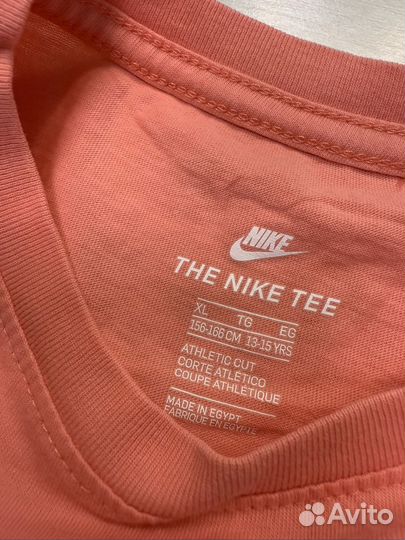 NIKE
THE NIKE TEE
XL TG EG
156-166 CM 13-15 YRS
ATHLETIC CUT
CORTE ATLÉTICO
COUPE ATHLÉTIQUE
MADE IN EGYPT
FABRIQUÉ EN EGYPTE
Avito